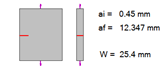 ai = 0.45 mm
af = 12.347 mm
W = 25.4 mm